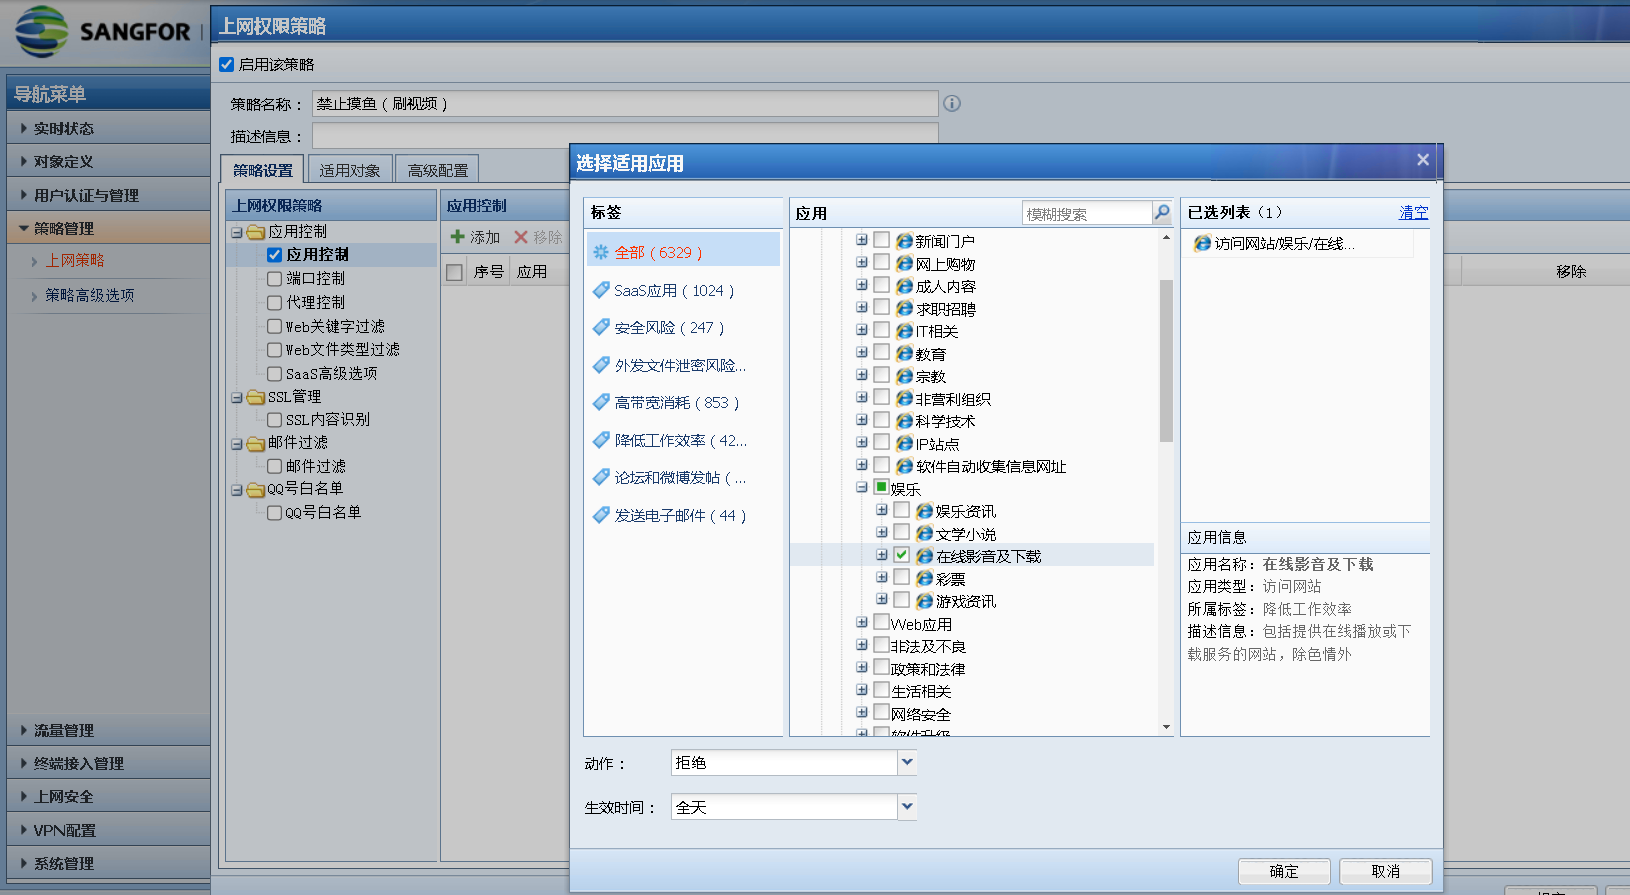 SANGFOR
上网权限策略
启用该策略
导航菜单
实时状态
对象定义
用户认证与管理
策略管理
上网策略
策略高级选项
流量管理
终端接入管理
上网安全
VPN配置
系统管理
策略名称：
禁止摸鱼（刷视频）
描述信息：
策略设置
适用对象
高级配置
上网权限策略
应用控制
应用控制
端口控制
代理控制
Web关键字过滤
Web文件类型过滤
SaaS高级选项
SSL管理
SSL内容识别
邮件过滤
邮件过滤
QQ号白名单
QQ号白名单
应用控制
添加 移除
序号 应用
移除
选择适用应用
标签
全部（6329）
SaaS应用（1024）
安全风险（247）
外发文件泄密风险...
高带宽消耗（853）
降低工作效率（42...
论坛和微博发帖（...
发送电子邮件（44）
应用
模糊搜索
新闻门户
网上购物
成人内容
求职招聘
IT相关
教育
宗教
非营利组织
科学技术
IP站点
软件自动收集信息网址
娱乐
娱乐资讯
文学小说
在线影音及下载
彩票
游戏资讯
Web应用
非法及不良
政策和法律
生活相关
网络安全
软件升级
已选列表（1） 清空
访问网站/娱乐/在线...
应用信息
应用名称：在线影音及下载
应用类型：访问网站
所属标签：降低工作效率
描述信息：包括提供在线播放或下
载服务的网站，除色情外
动作：
拒绝
生效时间：
全天
确定
取消